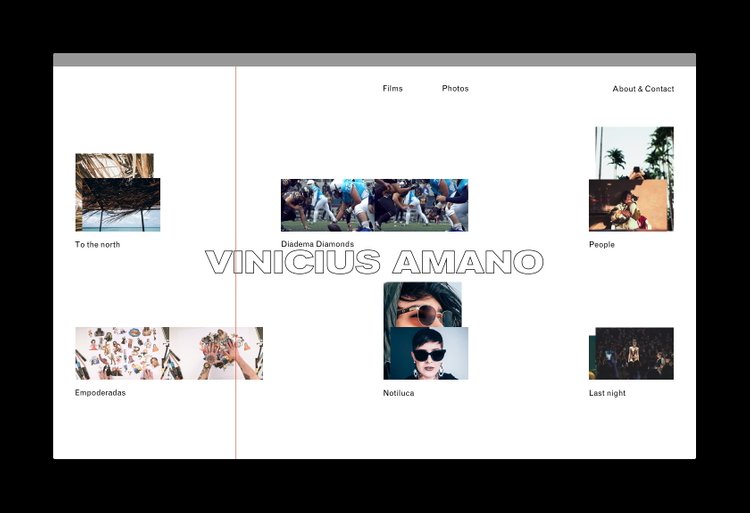 Films
Photos
About & Contact
To the north
Diadema Diamonds
People
VINICIUS AMANO
Empoderadas
Notiluca
Last night